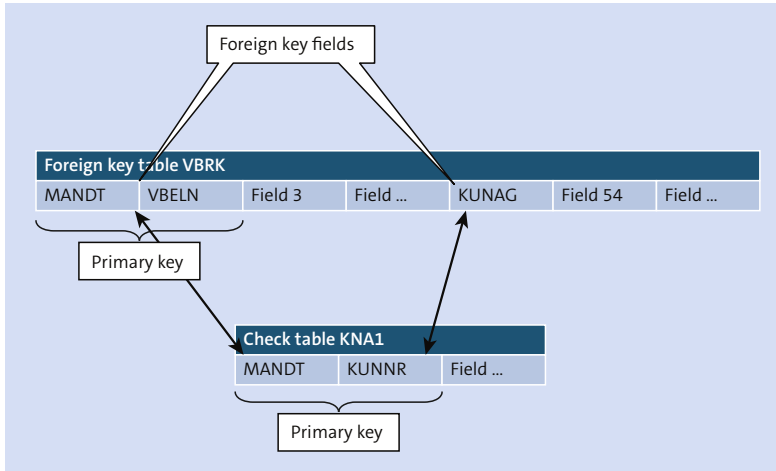 Foreign key fields
Foreign key table VBRK
MANDT VBELN Field 3 Field ... KUNAG Field 54 Field ...
Primary key
Check table KNA1
MANDT KUNNR Field ...
Primary key